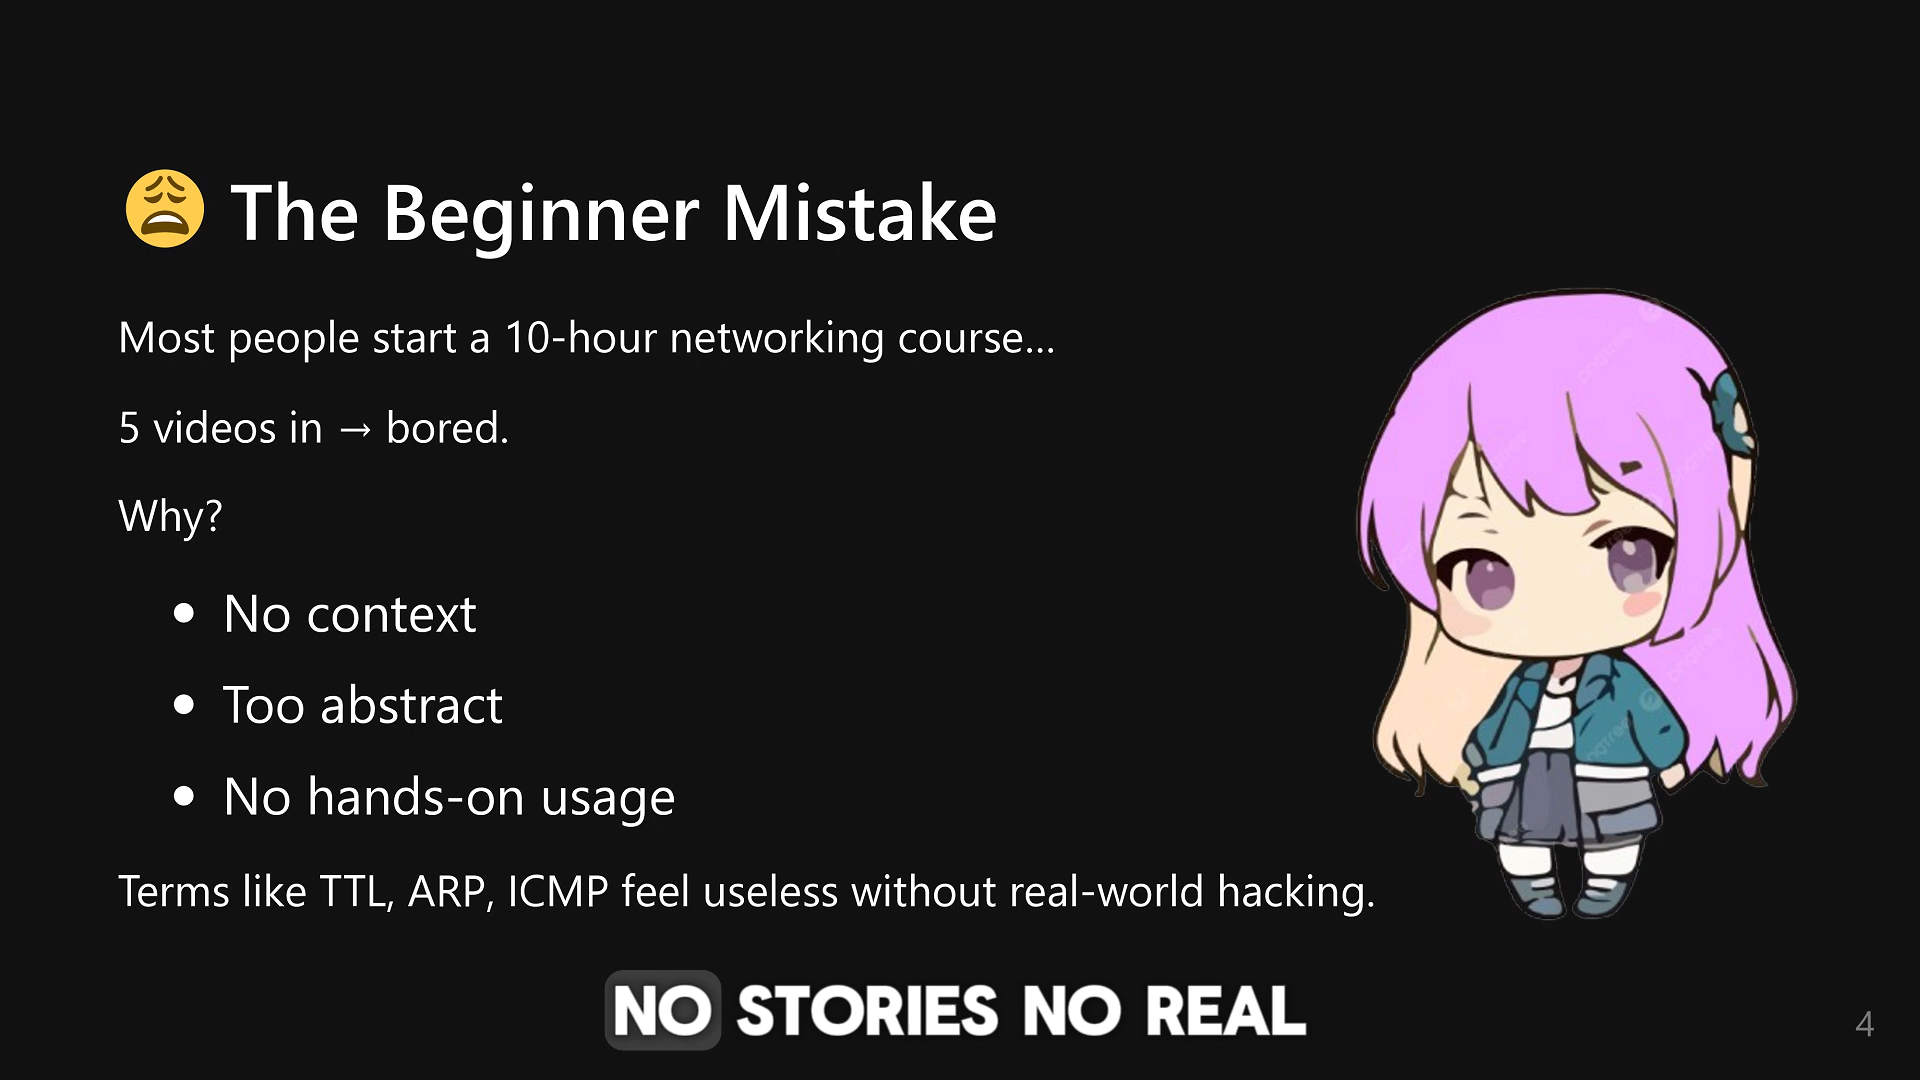 😩 The Beginner Mistake
Most people start a 10-hour networking course...
5 videos in → bored.
Why?
• No context
• Too abstract
• No hands-on usage
Terms like TTL, ARP, ICMP feel useless without real-world hacking.
NO STORIES NO REAL
4